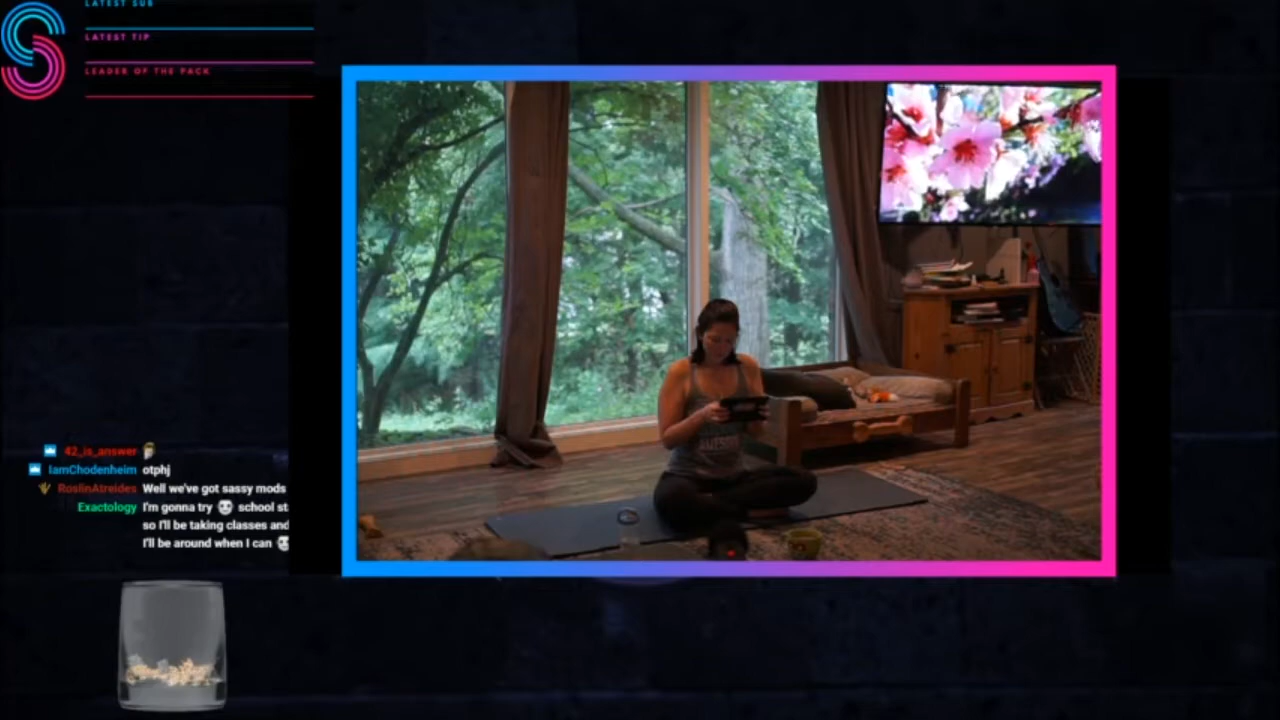 LATEST SUB
LATEST TIP
LEADER OF THE PACK
42_is_answer
IamChodenheim otphj
RoslinAtreides Well we've got sassy mods
Exactology I'm gonna try school st
so I'll be taking classes and
I'll be around when I can